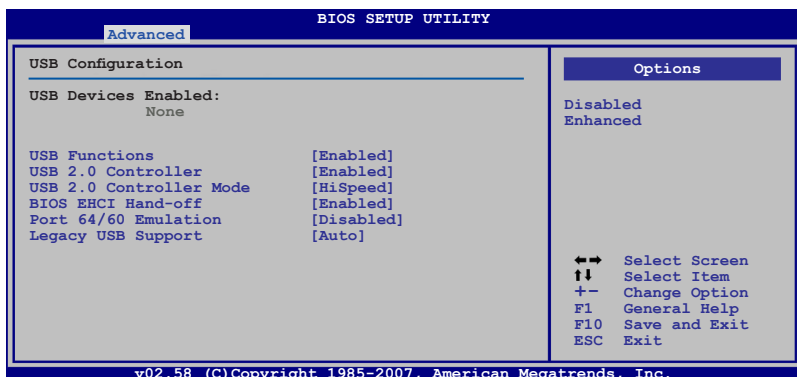 BIOS SETUP UTILITY
Advanced
USB Configuration
USB Devices Enabled:
None
USB Functions [Enabled]
USB 2.0 Controller [Enabled]
USB 2.0 Controller Mode [HiSpeed]
BIOS EHCI Hand-off [Enabled]
Port 64/60 Emulation [Disabled]
Legacy USB Support [Auto]
Options
Disabled
Enhanced
←→ Select Screen
↑↓ Select Item
+- Change Option
F1 General Help
F10 Save and Exit
ESC Exit
v02.58 (C)Copyright 1985-2007, American Megatrends, Inc.